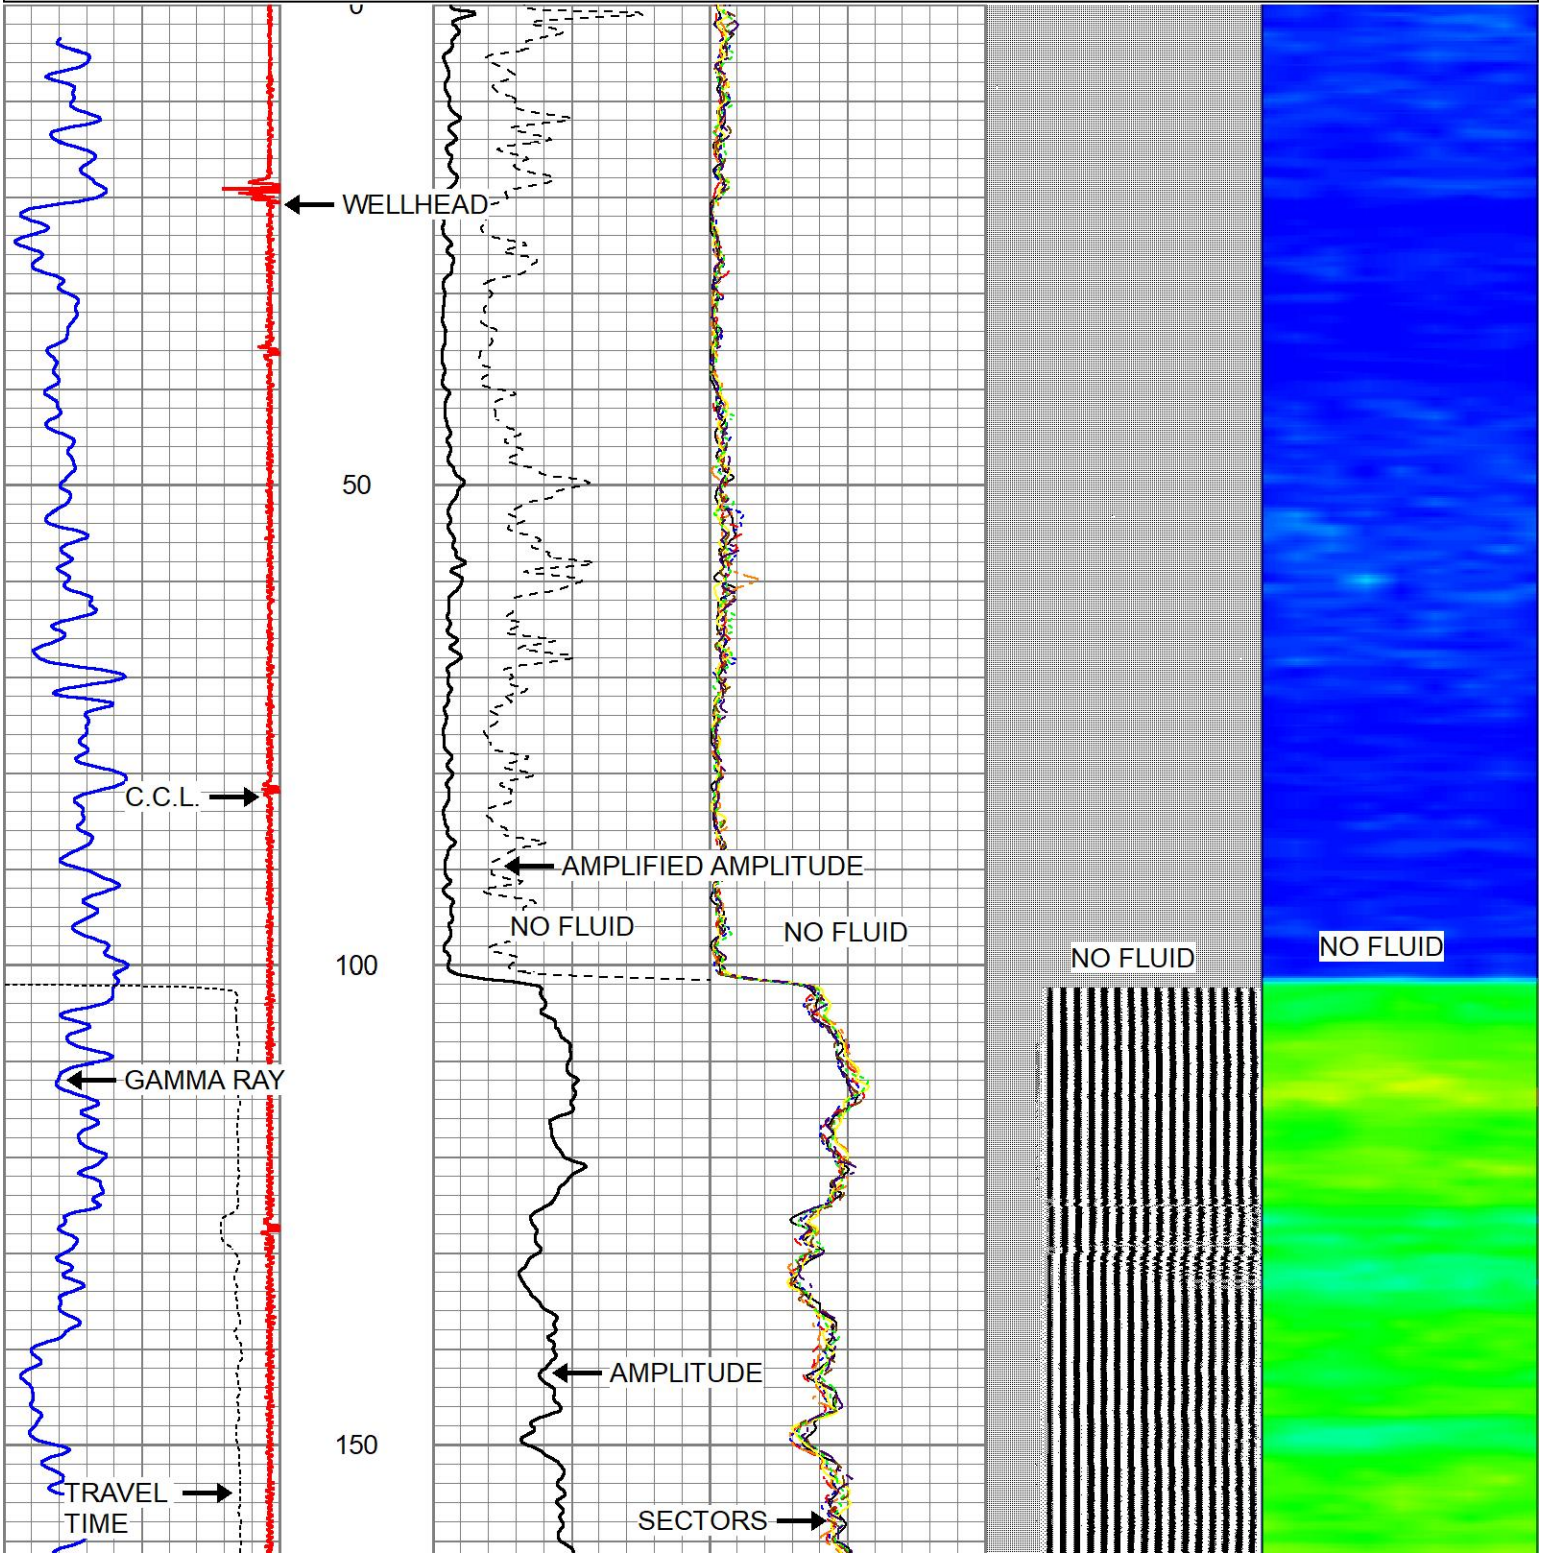 0
WELLHEAD
50
C.C.L.
AMPLIFIED AMPLITUDE
NO FLUID
NO FLUID
NO FLUID
NO FLUID
100
GAMMA RAY
AMPLITUDE
150
TRAVEL
TIME
SECTORS